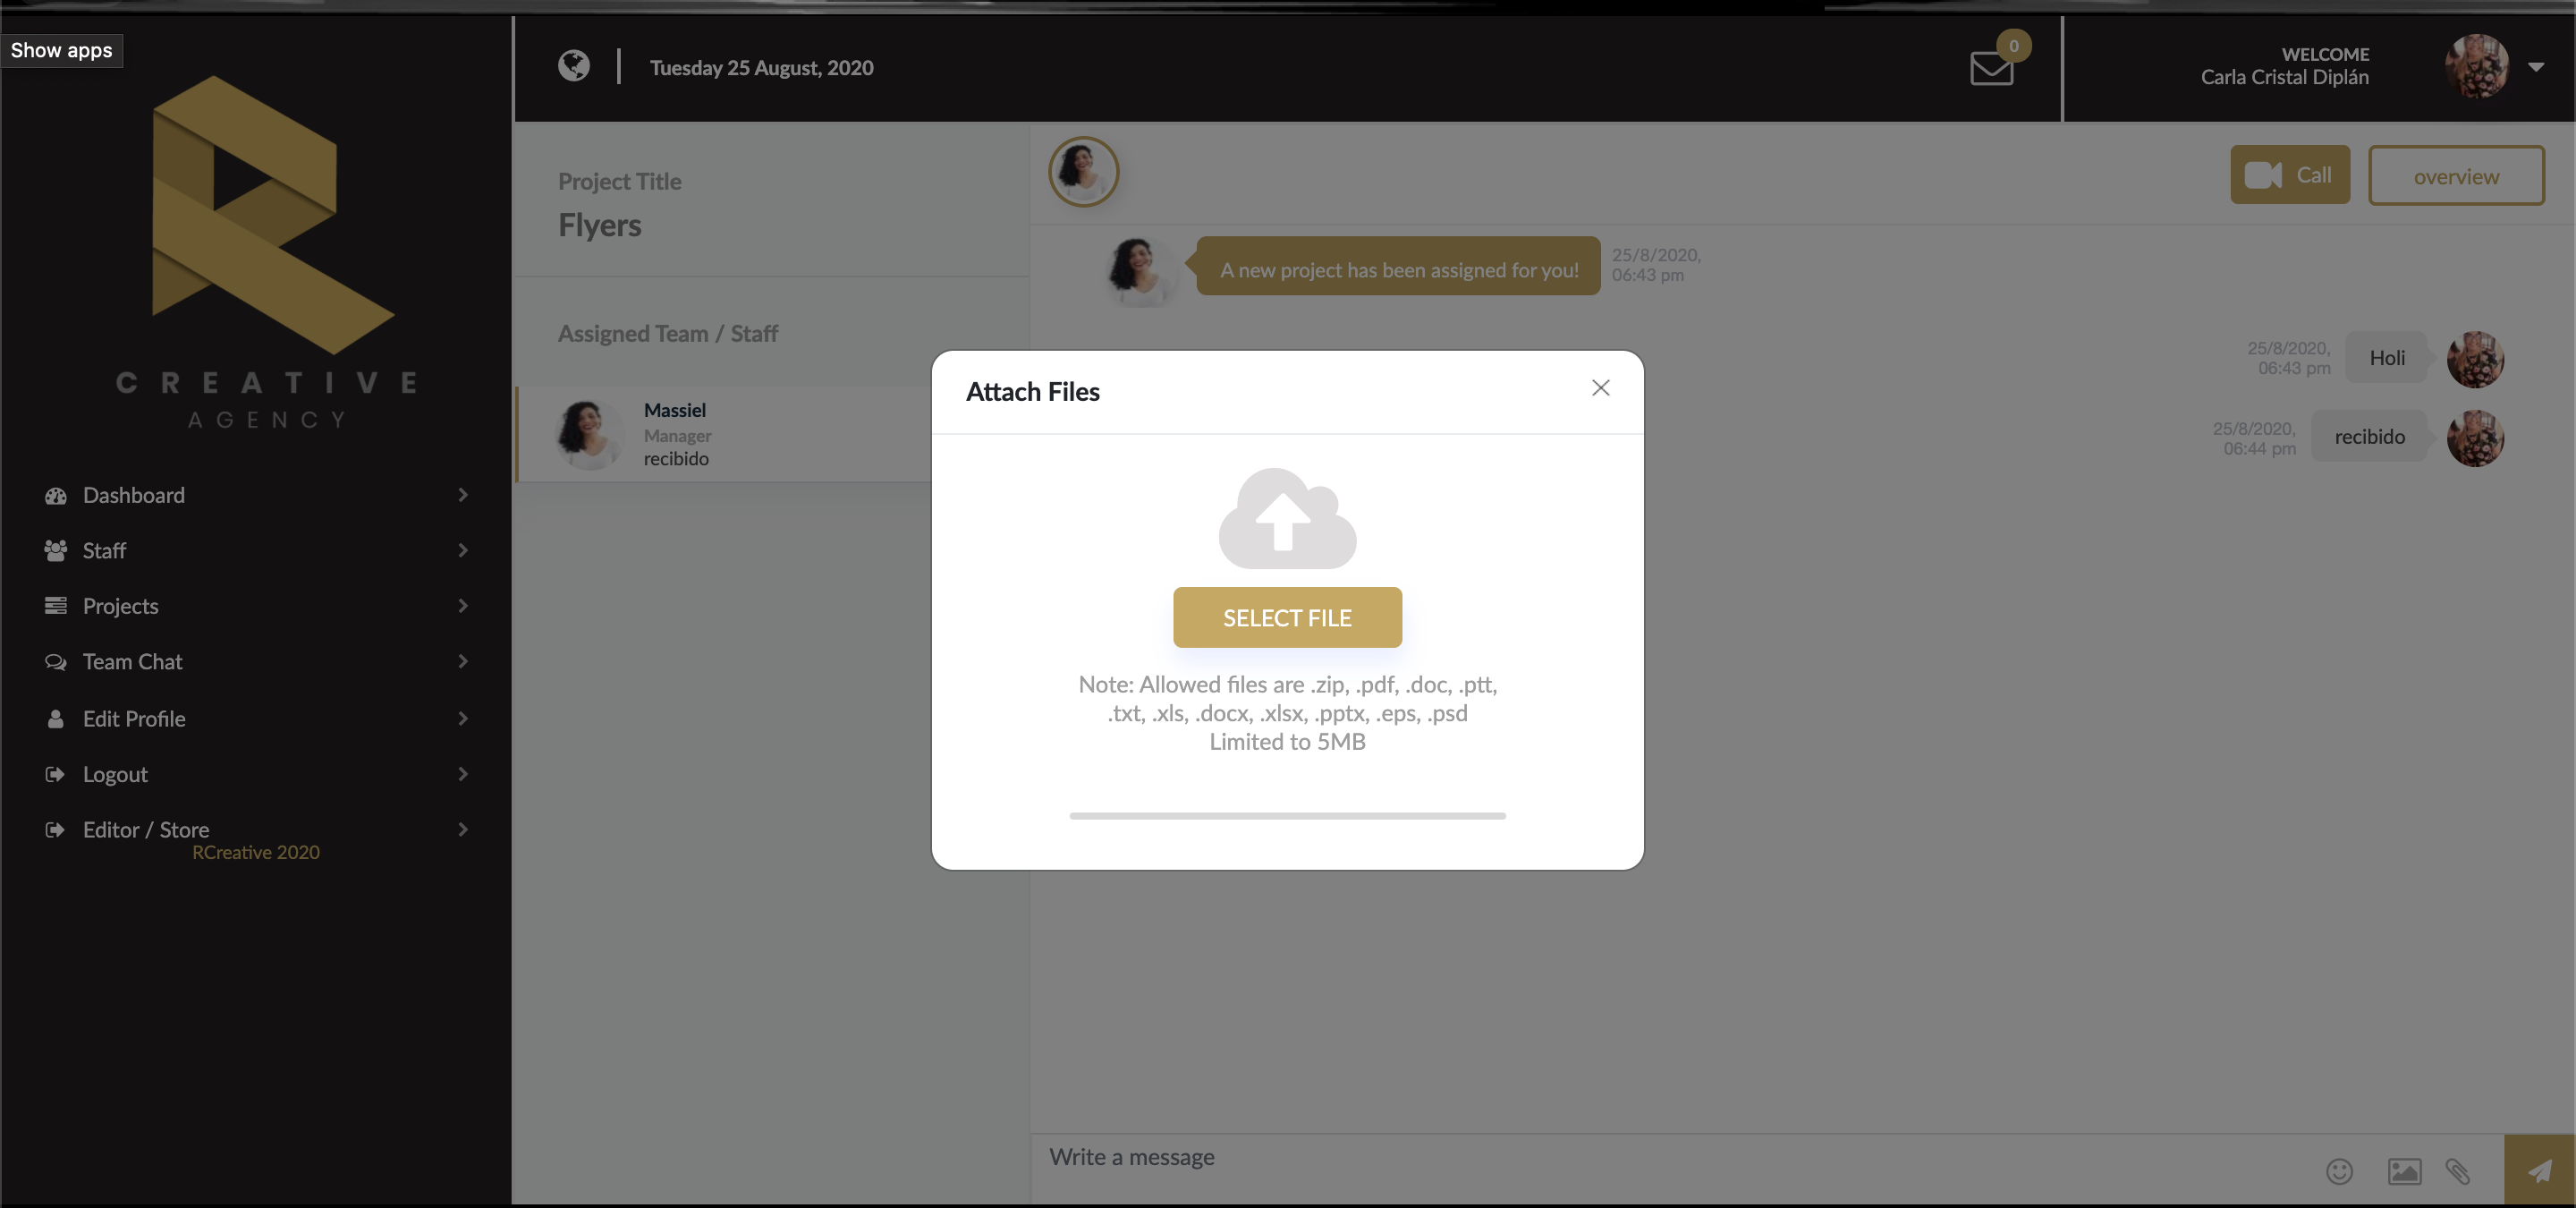 Show apps
CREATIVE
AGENCY
Dashboard
Staff
Projects
Team Chat
Edit Profile
Logout
Editor / Store
RCreative 2020
Tuesday 25 August, 2020
0
WELCOME
Carla Cristal Diplán
Project Title
Flyers
Assigned Team / Staff
Massiel
Manager
recibido
Call
overview
A new project has been assigned for you!
25/8/2020,
06:43 pm
25/8/2020,
06:43 pm
Holi
25/8/2020,
06:44 pm
recibido
Attach Files
SELECT FILE
Note: Allowed files are .zip, .pdf, .doc, .ptt,
.txt, .xls, .docx, .xlsx, .pptx, .eps, .psd
Limited to 5MB
Write a message